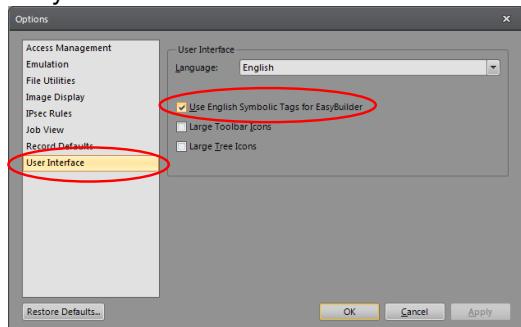 Options
Access Management
Emulation
File Utilities
Image Display
IPsec Rules
Job View
Record Defaults
User Interface
User Interface
Language: English
Use English Symbolic Tags for EasyBuilder
Large Toolbar Icons
Large Tree Icons
Restore Defaults...
OK Cancel Apply